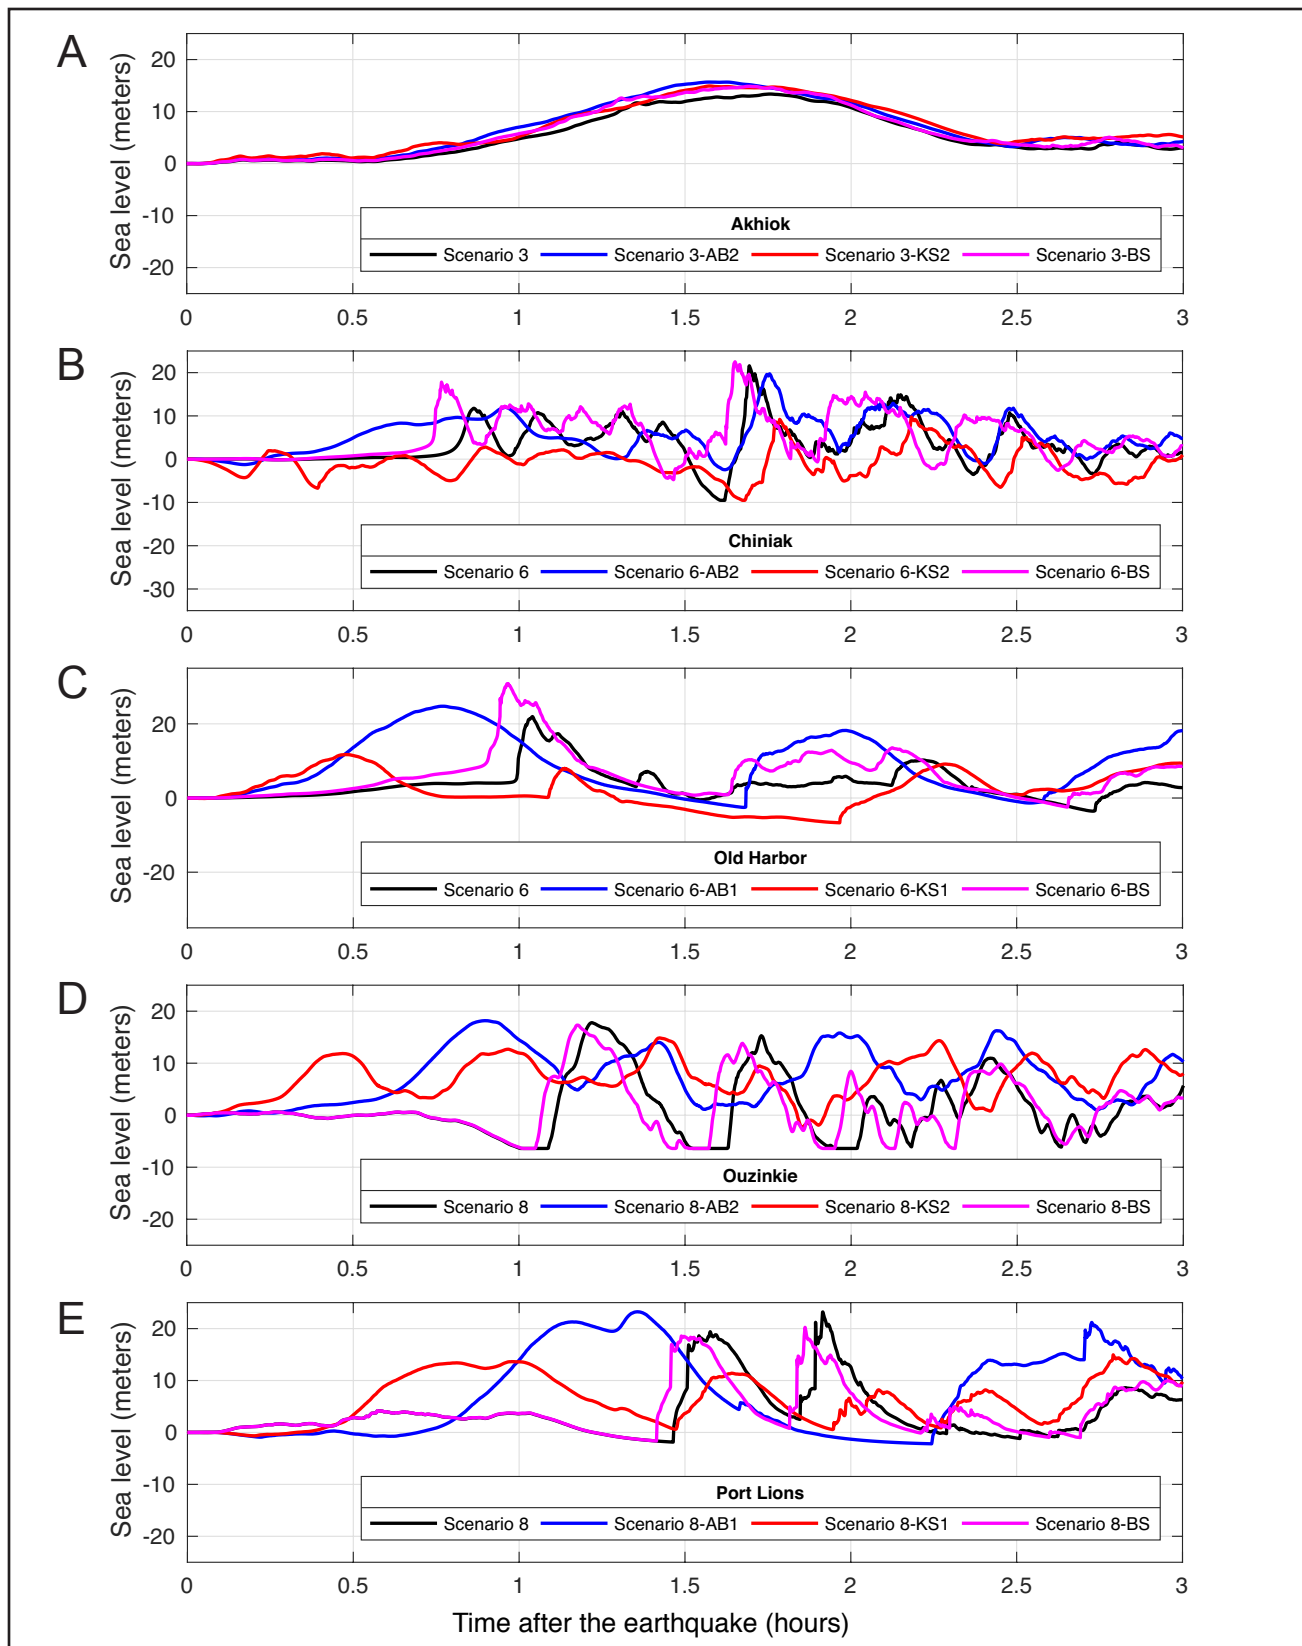 A
Sea level (meters)
20
10
0
-10
-20
Akhiok
Scenario 3 Scenario 3-AB2 Scenario 3-KS2 Scenario 3-BS
0 0.5 1 1.5 2 2.5 3
B
Sea level (meters)
20
10
0
-10
-20
-30
Chiniak
Scenario 6 Scenario 6-AB2 Scenario 6-KS2 Scenario 6-BS
0 0.5 1 1.5 2 2.5 3
C
Sea level (meters)
20
0
-20
Old Harbor
Scenario 6 Scenario 6-AB1 Scenario 6-KS1 Scenario 6-BS
0 0.5 1 1.5 2 2.5 3
D
Sea level (meters)
20
10
0
-10
-20
Ouzinkie
Scenario 8 Scenario 8-AB2 Scenario 8-KS2 Scenario 8-BS
0 0.5 1 1.5 2 2.5 3
E
Sea level (meters)
20
10
0
-10
-20
Port Lions
Scenario 8 Scenario 8-AB1 Scenario 8-KS1 Scenario 8-BS
0 0.5 1 1.5 2 2.5 3
Time after the earthquake (hours)